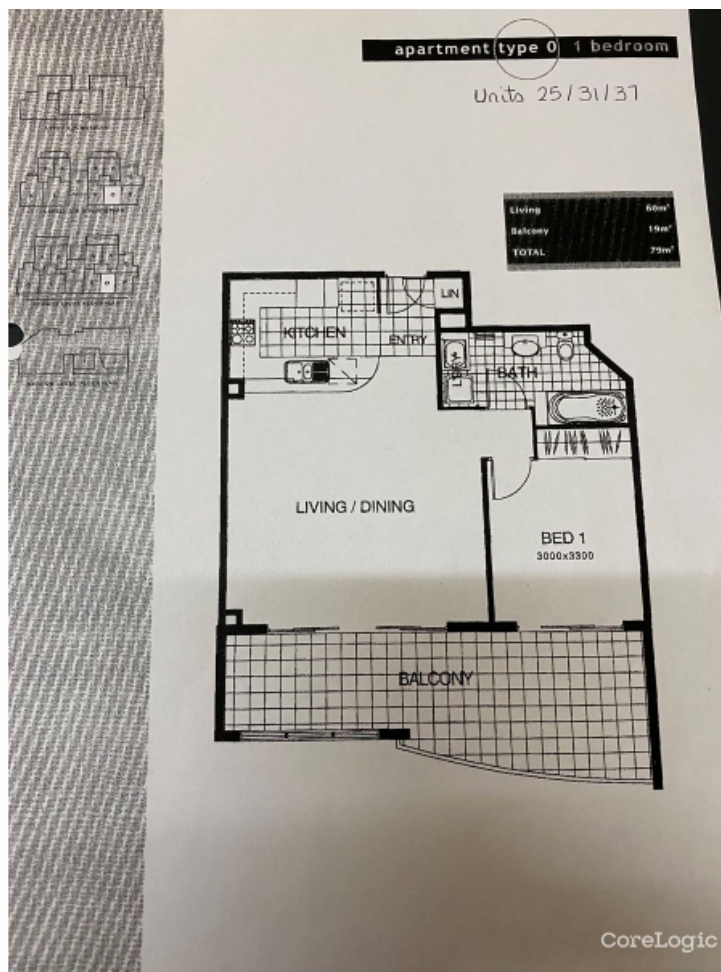 apartment type 0 1 bedroom
Units 25/31/37
Living 60m²
Balcony 19m²
TOTAL 79m²
LIN
KITCHEN
ENTRY
BATH
LIVING / DINING
BED 1
3000x3300
BALCONY
CoreLogic